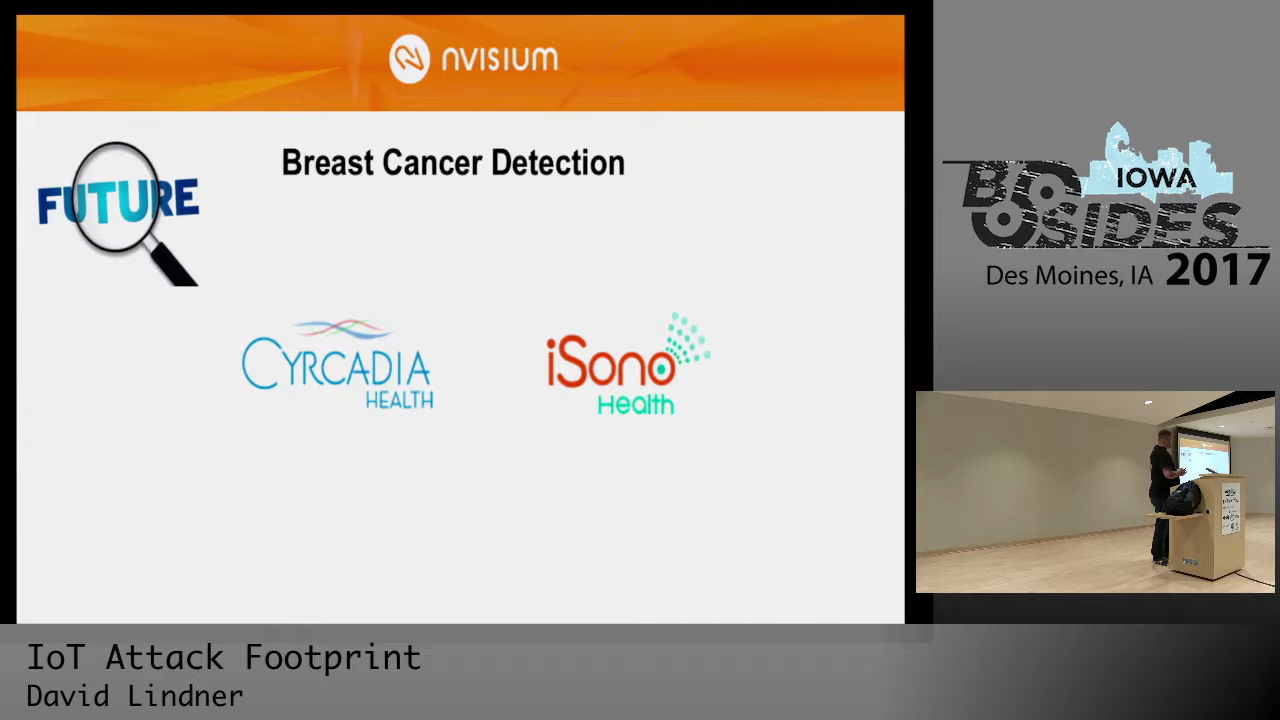 nvisium
FUTURE
Breast Cancer Detection
CYRCADIA
HEALTH
iSono
Health
IOWA
BSIDES
Des Moines, IA 2017
IoT Attack Footprint
David Lindner